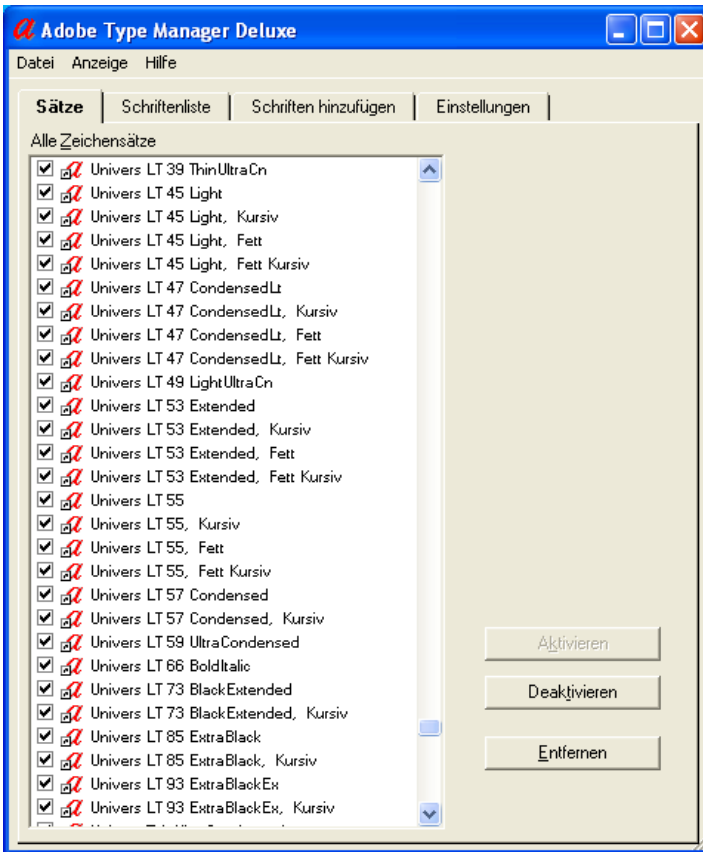 Adobe Type Manager Deluxe
Datei Anzeige Hilfe
Sätze Schriftenliste Schriften hinzufügen Einstellungen
Alle Zeichensätze
Univers LT 39 ThinUltraCn
Univers LT 45 Light
Univers LT 45 Light, Kursiv
Univers LT 45 Light, Fett
Univers LT 45 Light, Fett Kursiv
Univers LT 47 CondensedLt
Univers LT 47 CondensedLt, Kursiv
Univers LT 47 CondensedLt, Fett
Univers LT 47 CondensedLt, Fett Kursiv
Univers LT 49 LightUltraCn
Univers LT 53 Extended
Univers LT 53 Extended, Kursiv
Univers LT 53 Extended, Fett
Univers LT 53 Extended, Fett Kursiv
Univers LT 55
Univers LT 55, Kursiv
Univers LT 55, Fett
Univers LT 55, Fett Kursiv
Univers LT 57 Condensed
Univers LT 57 Condensed, Kursiv
Univers LT 59 UltraCondensed
Univers LT 66 BoldItalic
Univers LT 73 BlackExtended
Univers LT 73 BlackExtended, Kursiv
Univers LT 85 ExtraBlack
Univers LT 85 ExtraBlack, Kursiv
Univers LT 93 ExtraBlackEx
Univers LT 93 ExtraBlackEx, Kursiv
Aktivieren
Deaktivieren
Entfernen